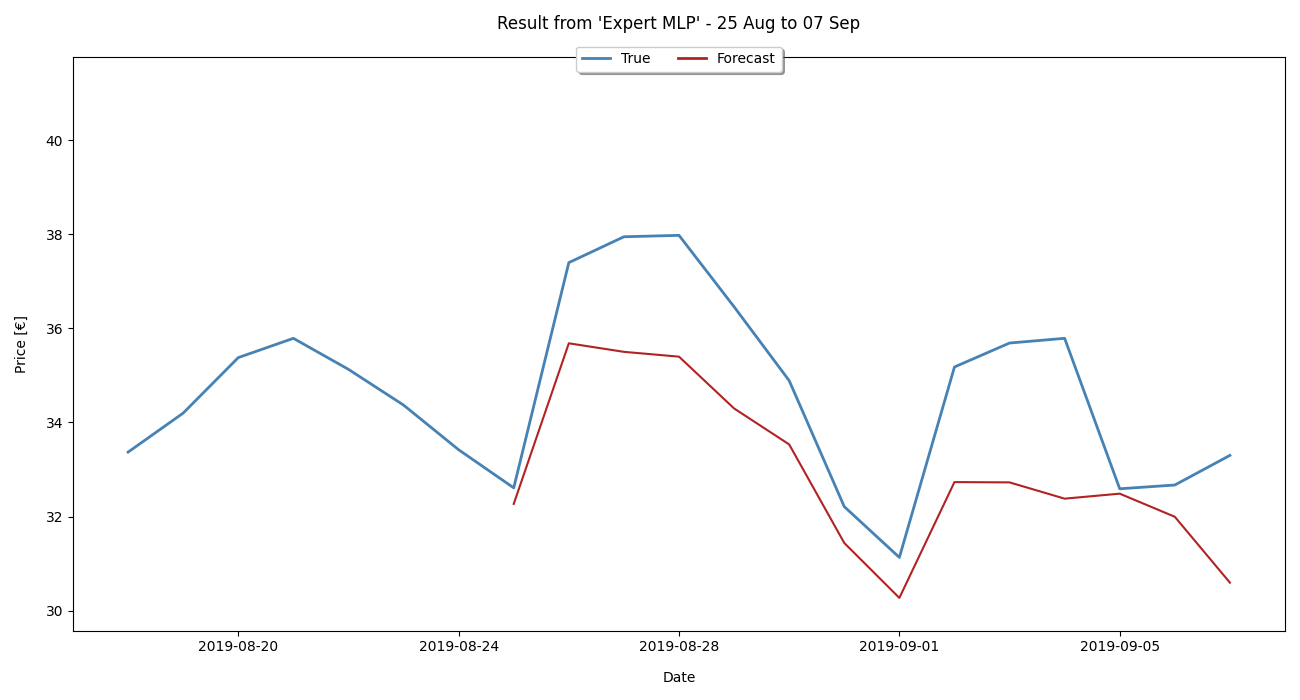 Result from 'Expert MLP' - 25 Aug to 07 Sep
True Forecast
40
38
36
34
32
30
Price [€]
2019-08-20 2019-08-24 2019-08-28 2019-09-01 2019-09-05
Date